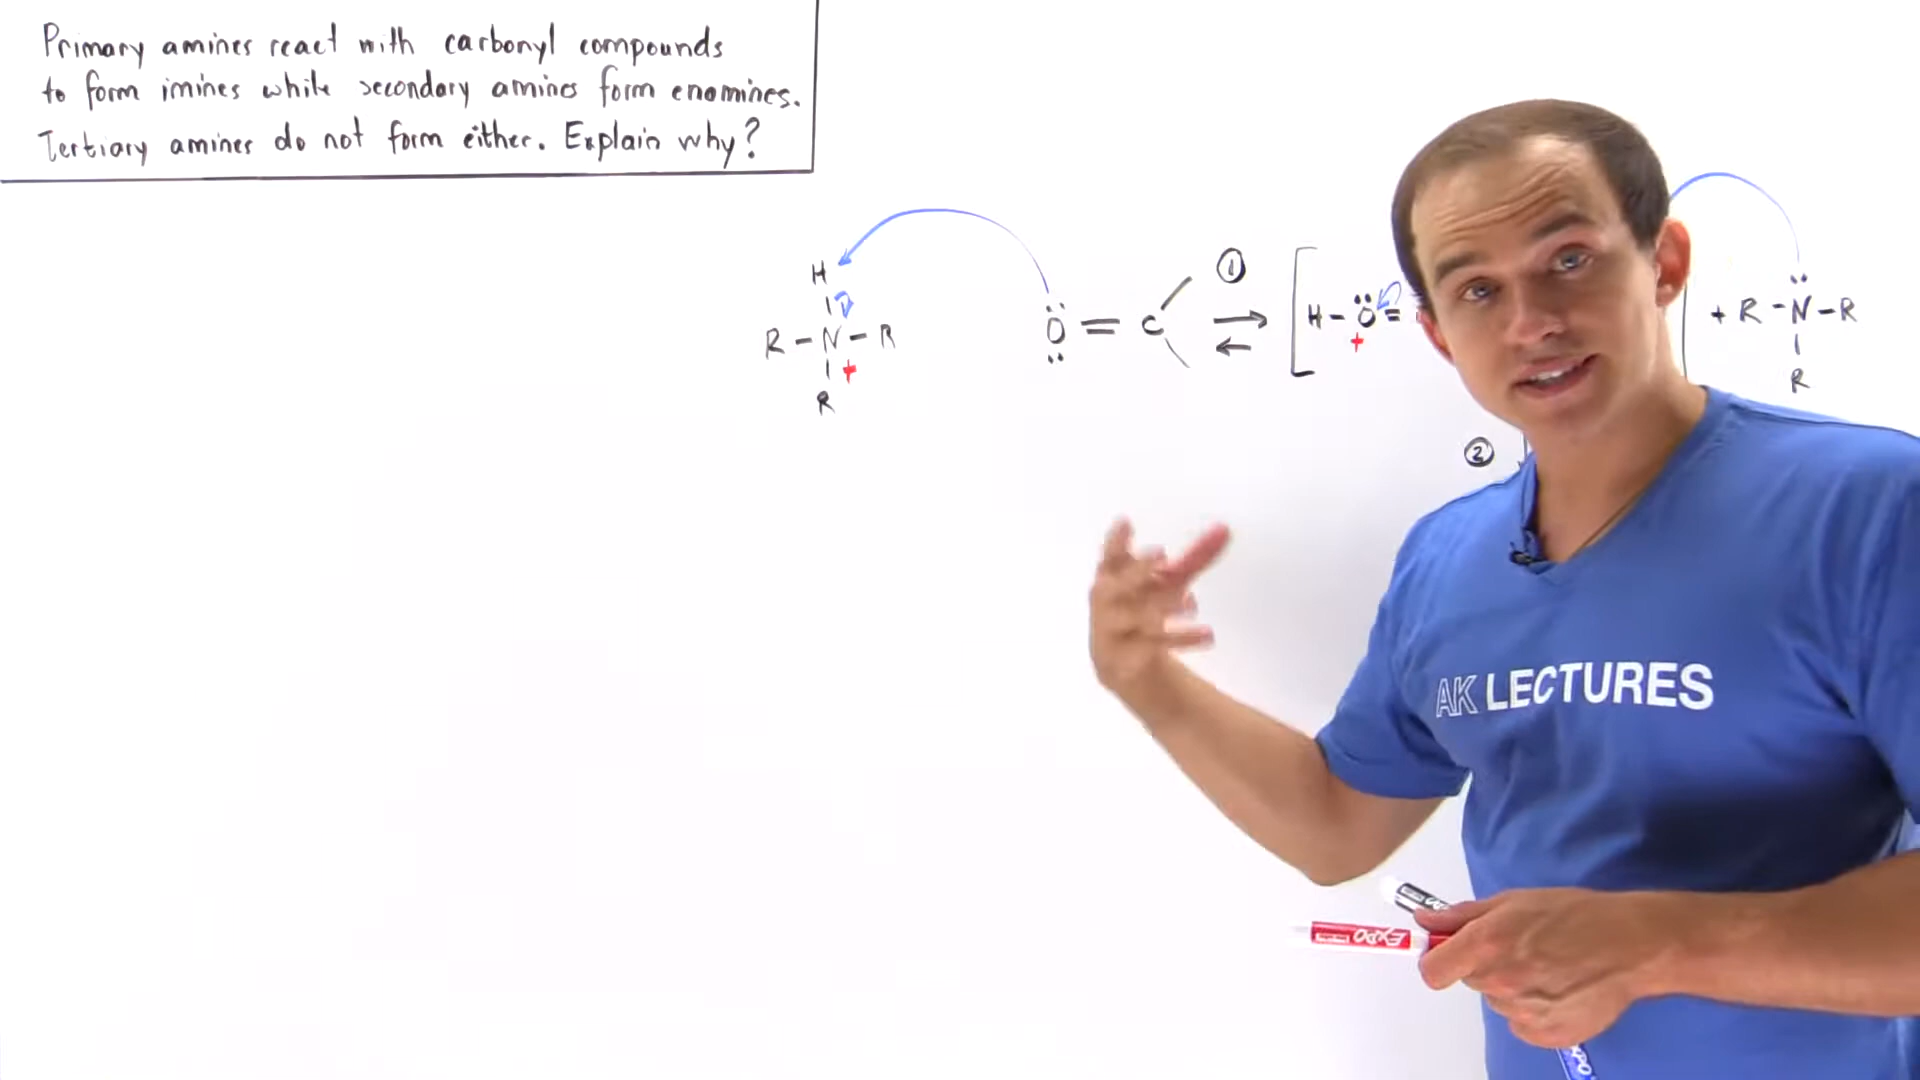 Primary amines react with carbonyl compounds
to form imines while secondary amines form enamines.
Tertiary amines do not form either. Explain why?
H
R - N - R
+
R
O = C
1
H - O =
+
+ R - N - R
R
2
AK LECTURES
EXPO
EXPO